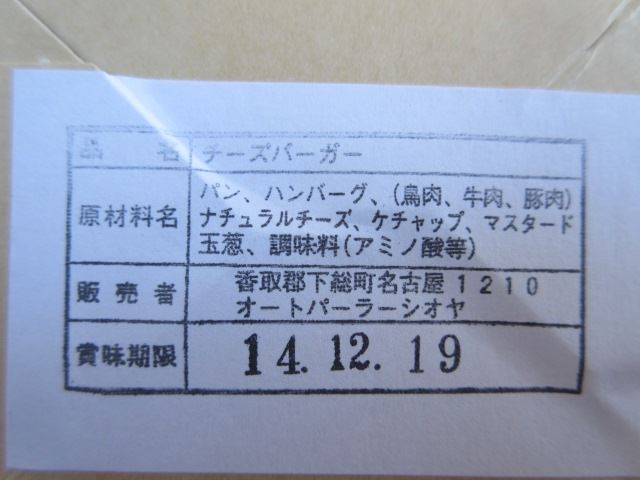 品名 チーズバーガー
原材料名 パン、ハンバーグ、(鳥肉、牛肉、豚肉)
ナチュラルチーズ、ケチャップ、マスタード
玉葱、調味料(アミノ酸等)
販売者 香取郡下総町名古屋1210
オートパーラーシオヤ
賞味期限 14.12.19